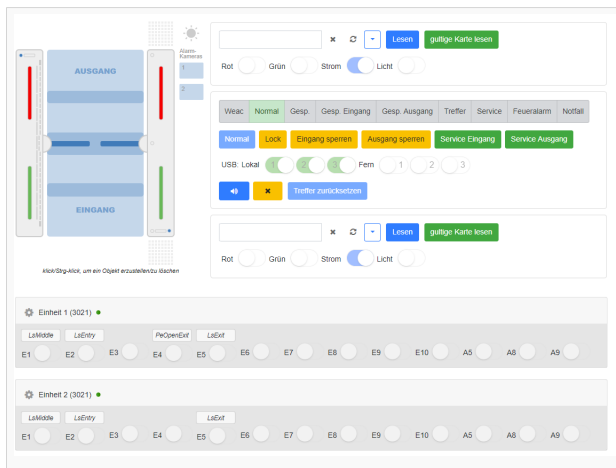 Alarm-
Kameras
1
2
AUSGANG
EINGANG
klick/Strg-klick, um ein Objekt erzustellen/zu löschen
Lesen gultige Karte lesen
Rot Grün Strom Licht
Weac Normal Gesp. Gesp. Eingang Gesp. Ausgang Treffer Service Feueralarm Notfall
Normal Lock Eingang sperren Ausgang sperren Service Eingang Service Ausgang
USB: Lokal 1 2 3 Fern 1 2 3
Treffer zurücksetzen
Lesen gultige Karte lesen
Rot Grün Strom Licht
Einheit 1 (3021)
LsMiddle LsEntry PeOpenExit LsExit
E1 E2 E3 E4 E5 E6 E7 E8 E9 E10 A5 A8 A9
Einheit 2 (3021)
LsMiddle LsEntry LsExit
E1 E2 E3 E4 E5 E6 E7 E8 E9 E10 A5 A8 A9